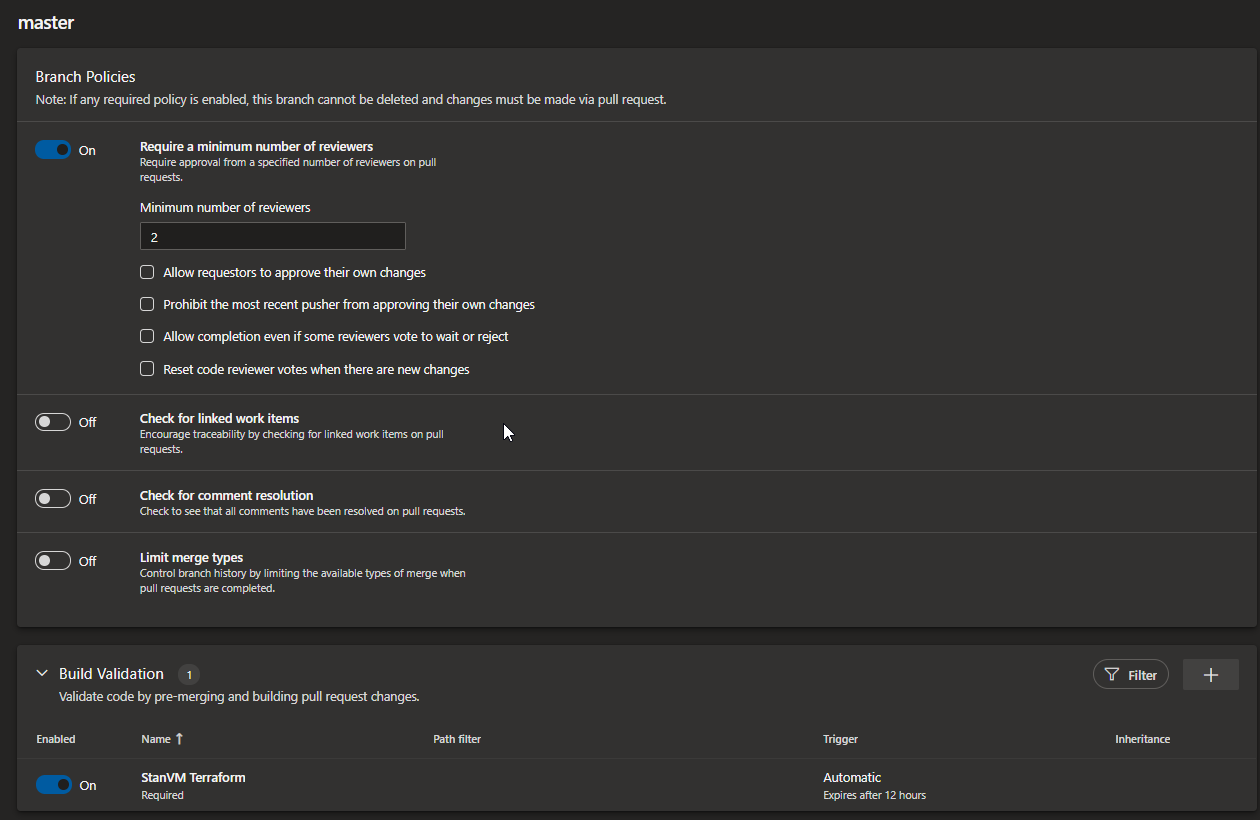 master
Branch Policies
Note: If any required policy is enabled, this branch cannot be deleted and changes must be made via pull request.
On
Require a minimum number of reviewers
Require approval from a specified number of reviewers on pull
requests.
Minimum number of reviewers
2
Allow requestors to approve their own changes
Prohibit the most recent pusher from approving their own changes
Allow completion even if some reviewers vote to wait or reject
Reset code reviewer votes when there are new changes
Off
Check for linked work items
Encourage traceability by checking for linked work items on pull
requests.
Off
Check for comment resolution
Check to see that all comments have been resolved on pull requests.
Off
Limit merge types
Control branch history by limiting the available types of merge when
pull requests are completed.
Build Validation 1
Validate code by pre-merging and building pull request changes.
Filter
Enabled Name ↑ Path filter Trigger Inheritance
On
StanVM Terraform
Required
Automatic
Expires after 12 hours